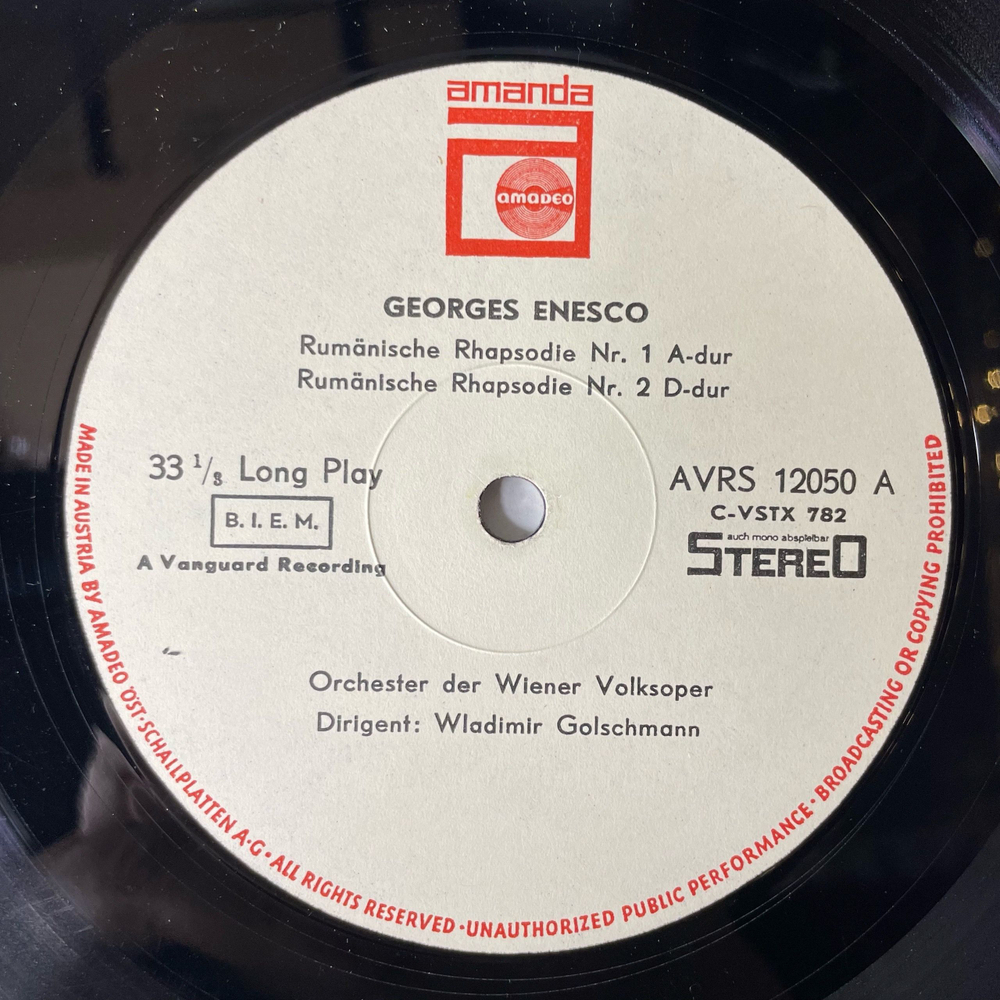 amanda
amadeo
GEORGES ENESCO
Rumänische Rhapsodie Nr. 1 A-dur
Rumänische Rhapsodie Nr. 2 D-dur
33 1/3 Long Play
B. I. E. M.
A Vanguard Recording
AVRS 12050 A
C-VSTX 782
auch mono abspielbar
STEREO
Orchester der Wiener Volksoper
Dirigent: Wladimir Golschmann
MADE IN AUSTRIA BY AMADEO ÖST·SCHALLPLATTEN A·G·ALL RIGHTS RESERVED·UNAUTHORIZED PUBLIC PERFORMANCE·BROADCASTING OR COPYING PROHIBITED